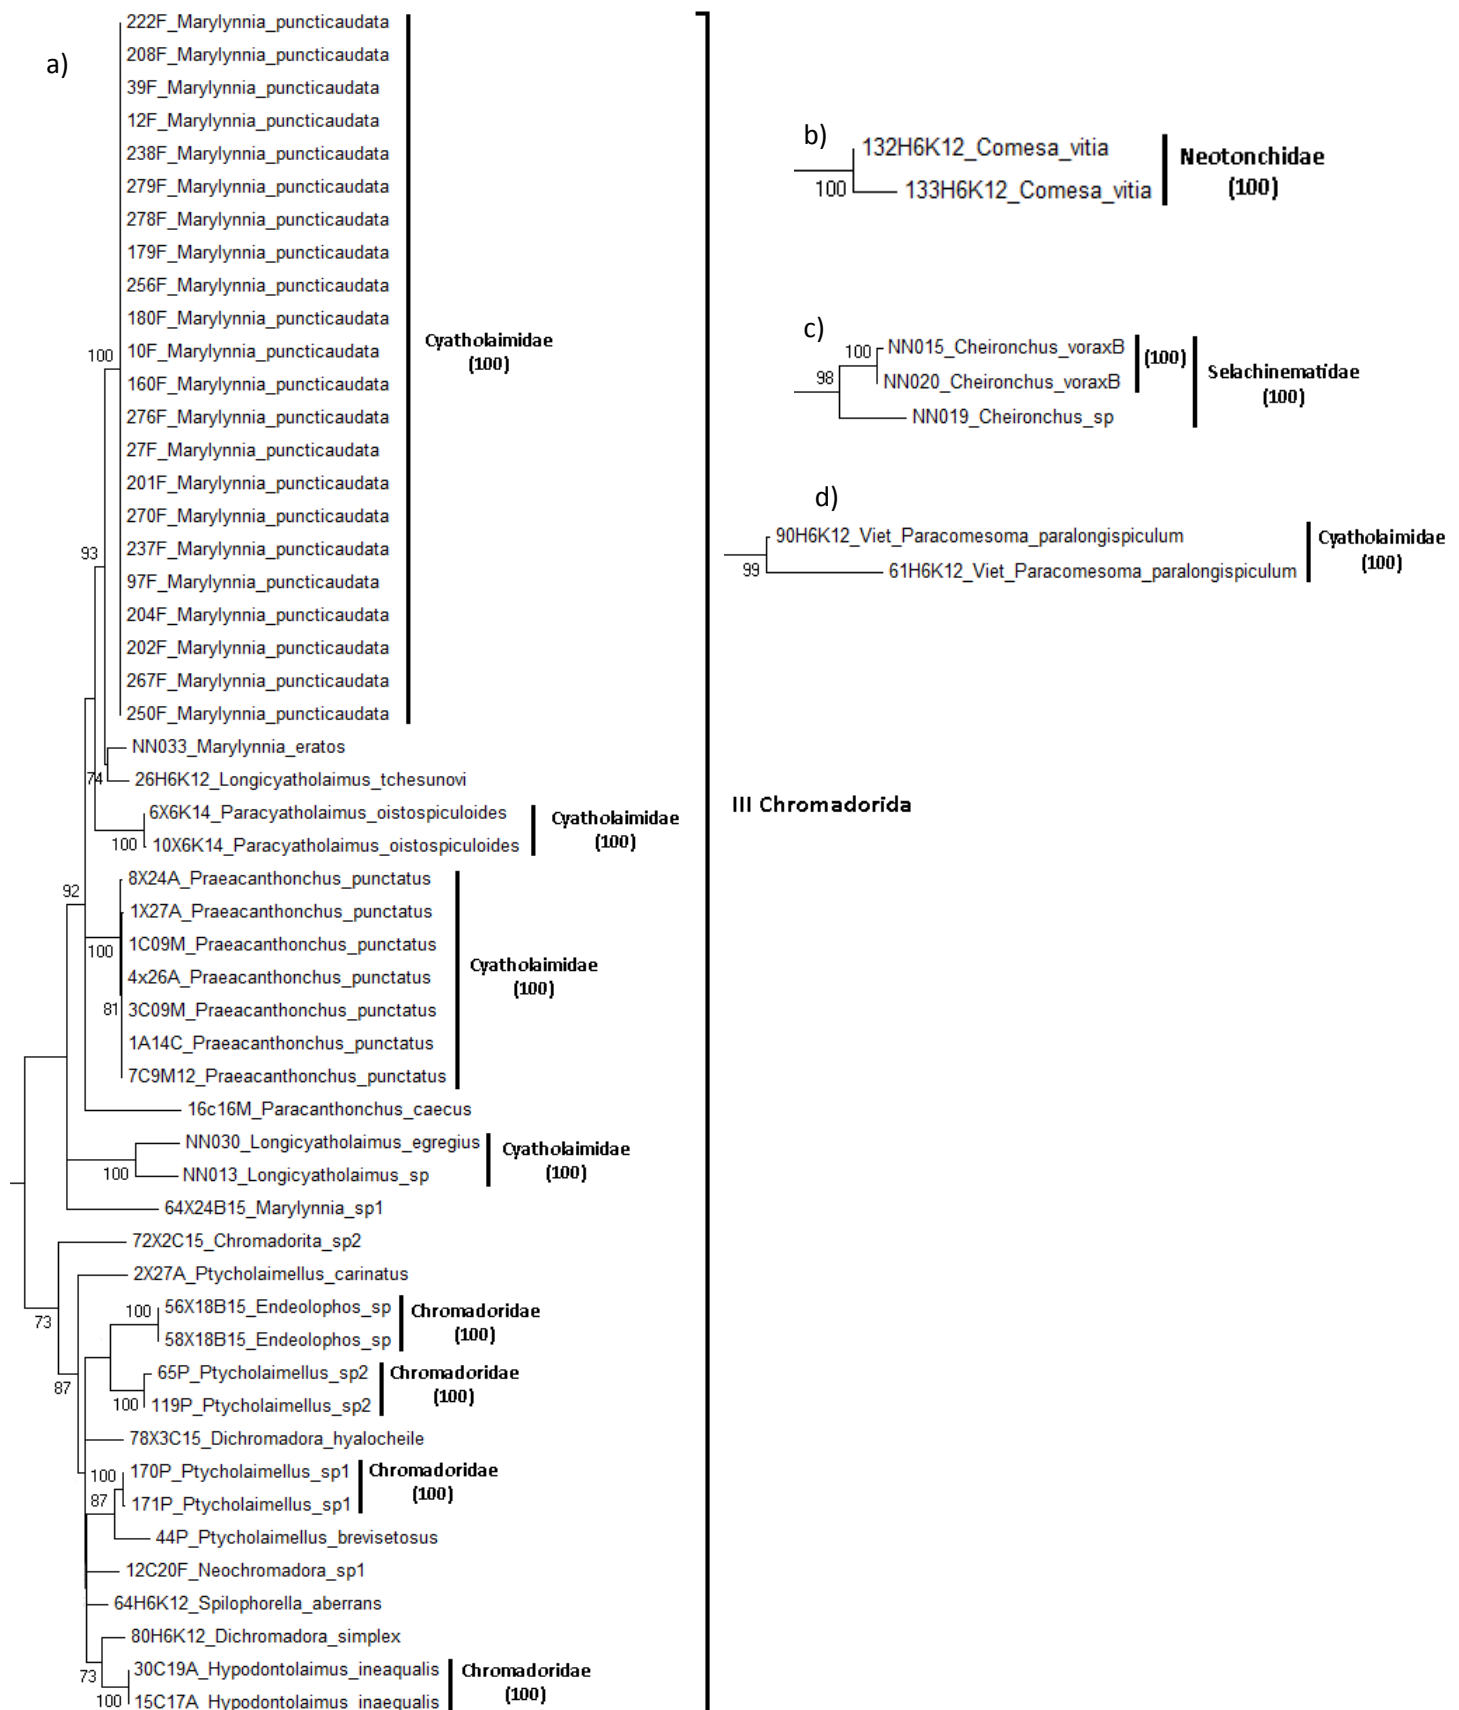 a)
222F_Marylynnia_puncticaudata
208F_Marylynnia_puncticaudata
39F_Marylynnia_puncticaudata
12F_Marylynnia_puncticaudata
238F_Marylynnia_puncticaudata
279F_Marylynnia_puncticaudata
278F_Marylynnia_puncticaudata
179F_Marylynnia_puncticaudata
256F_Marylynnia_puncticaudata
180F_Marylynnia_puncticaudata
10F_Marylynnia_puncticaudata
160F_Marylynnia_puncticaudata
276F_Marylynnia_puncticaudata
27F_Marylynnia_puncticaudata
201F_Marylynnia_puncticaudata
270F_Marylynnia_puncticaudata
237F_Marylynnia_puncticaudata
97F_Marylynnia_puncticaudata
204F_Marylynnia_puncticaudata
202F_Marylynnia_puncticaudata
267F_Marylynnia_puncticaudata
250F_Marylynnia_puncticaudata
100
Cyatholaimidae
(100)
93
NN033_Marylynnia_eratos
74
26H6K12_Longicyatholaimus_tchesunovi
6X6K14_Paracyatholaimus_oistospiculoides
100
10X6K14_Paracyatholaimus_oistospiculoides
Cyatholaimidae
(100)
92
8X24A_Praeacanthonchus_punctatus
1X27A_Praeacanthonchus_punctatus
100
1C09M_Praeacanthonchus_punctatus
4x26A_Praeacanthonchus_punctatus
81
3C09M_Praeacanthonchus_punctatus
1A14C_Praeacanthonchus_punctatus
7C9M12_Praeacanthonchus_punctatus
Cyatholaimidae
(100)
16c16M_Paracanthonchus_caecus
NN030_Longicyatholaimus_egregius
100
NN013_Longicyatholaimus_sp
Cyatholaimidae
(100)
64X24B15_Marylynnia_sp1
72X2C15_Chromadorita_sp2
73
2X27A_Ptycholaimellus_carinatus
87
100
56X18B15_Endeolophos_sp
58X18B15_Endeolophos_sp
Chromadoridae
(100)
65P_Ptycholaimellus_sp2
100
119P_Ptycholaimellus_sp2
Chromadoridae
(100)
78X3C15_Dichromadora_hyalocheile
100
170P_Ptycholaimellus_sp1
87
171P_Ptycholaimellus_sp1
Chromadoridae
(100)
44P_Ptycholaimellus_brevisetosus
12C20F_Neochromadora_sp1
64H6K12_Spilophorella_aberrans
80H6K12_Dichromadora_simplex
73
30C19A_Hypodontolaimus_ineaqualis
100
15C17A_Hypodontolaimus_inaequalis
Chromadoridae
(100)
III Chromadorida
b)
132H6K12_Comesa_vitia
100
133H6K12_Comesa_vitia
Neotonchidae
(100)
c)
100
NN015_Cheironchus_voraxB
98
NN020_Cheironchus_voraxB
(100)
NN019_Cheironchus_sp
Selachinematidae
(100)
d)
90H6K12_Viet_Paracomesoma_paralongispiculum
99
61H6K12_Viet_Paracomesoma_paralongispiculum
Cyatholaimidae
(100)